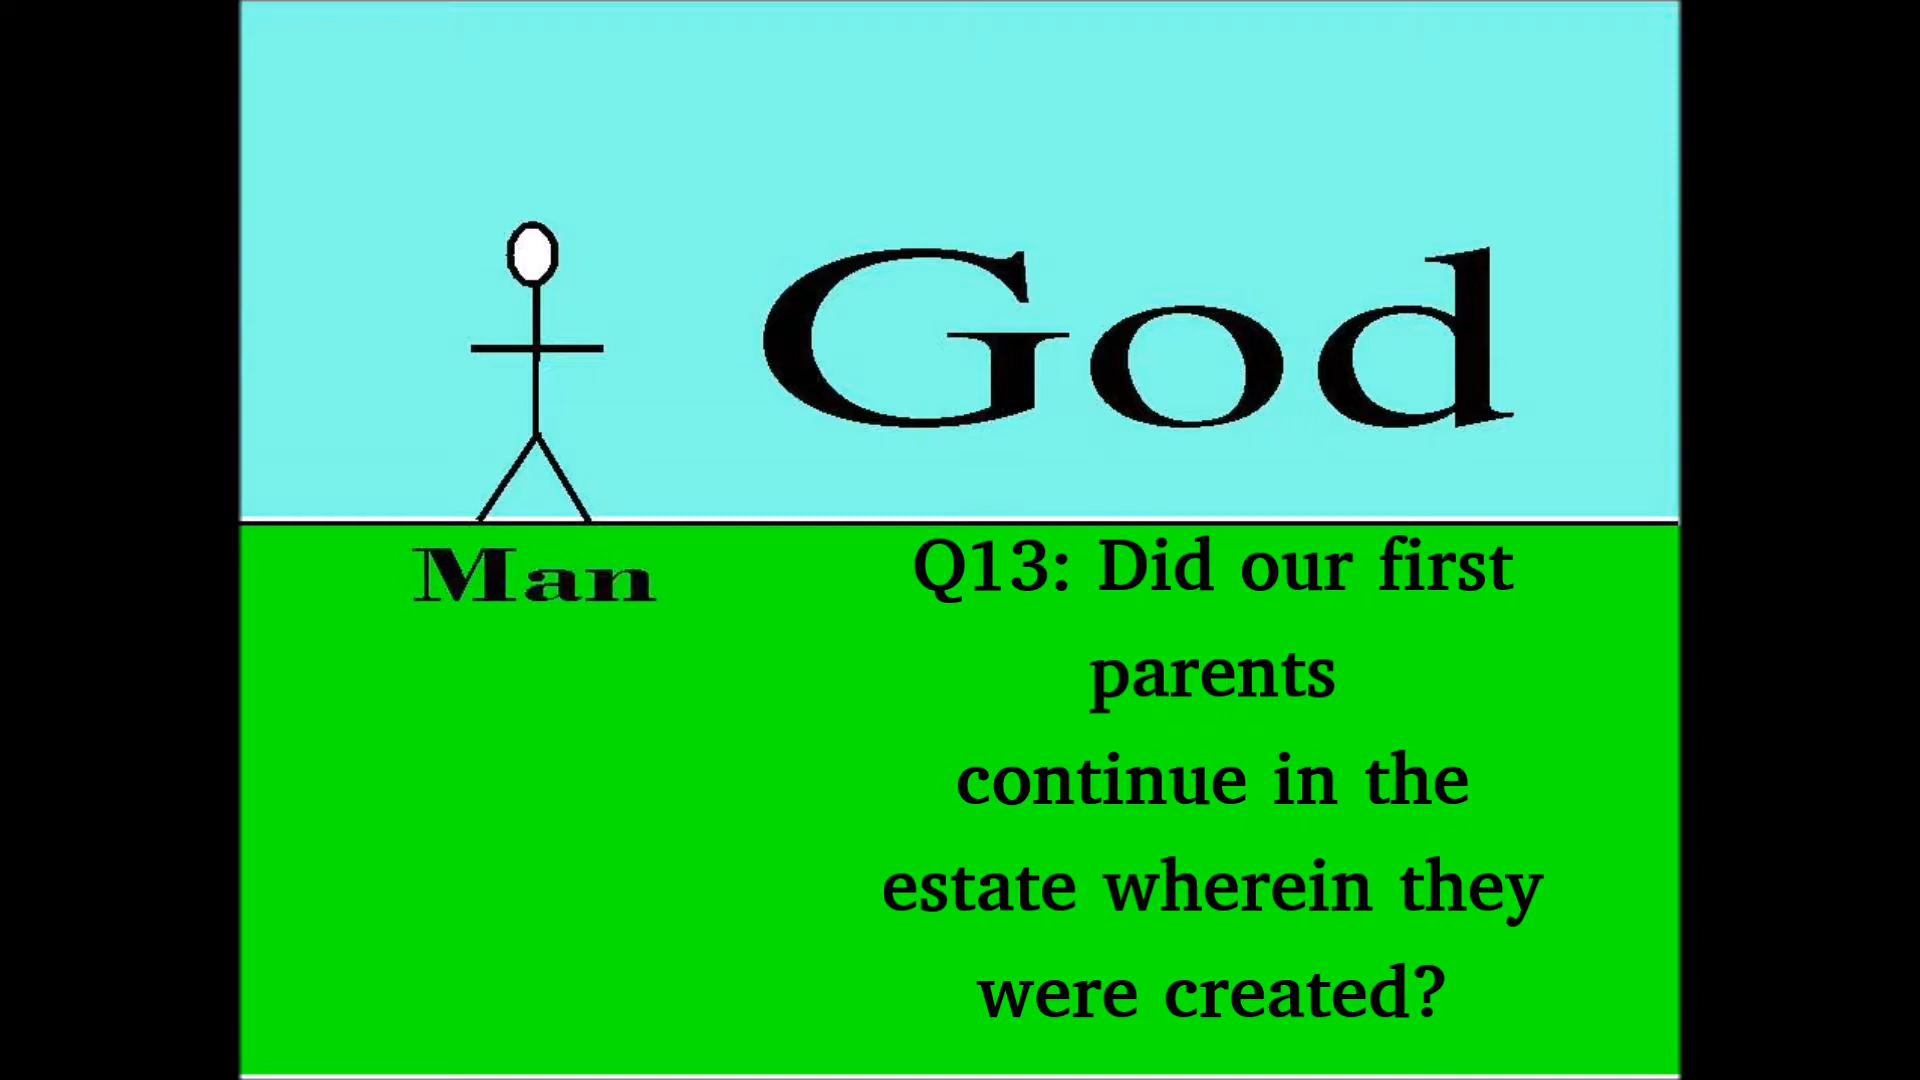 God
Man
Q13: Did our first
parents
continue in the
estate wherein they
were created?